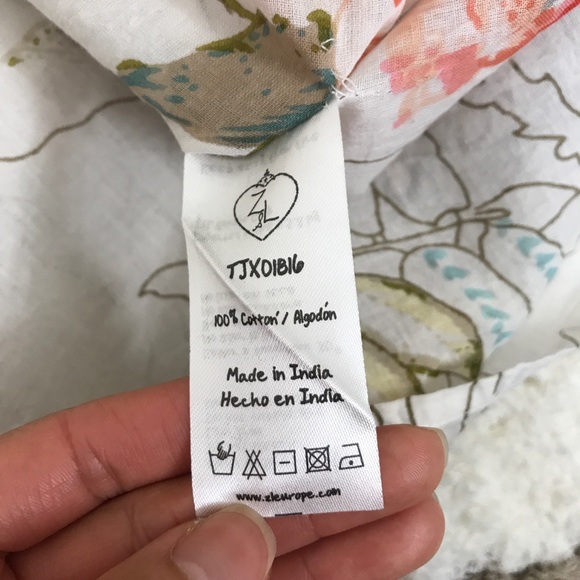 Z&L
TJX01816
100% Cotton / Algodón
Made in India
Hecho en India
www.zleurope.com